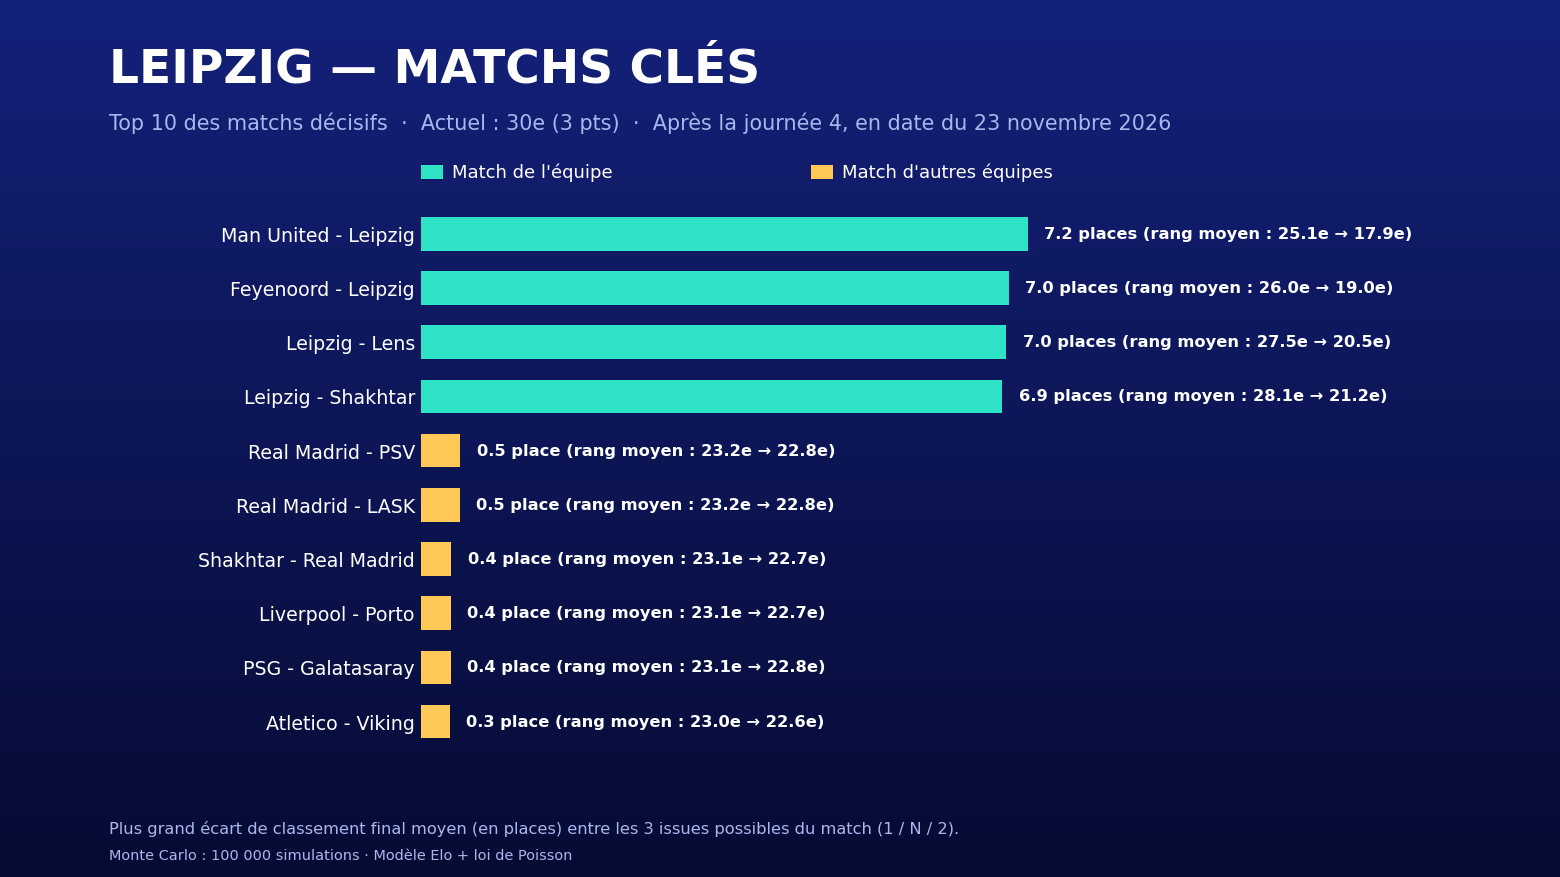 LEIPZIG — MATCHS CLÉS
Top 10 des matchs décisifs · Actuel : 30e (3 pts) · Après la journée 4, en date du 23 novembre 2026
Match de l'équipe Match d'autres équipes
Man United - Leipzig 7.2 places (rang moyen : 25.1e → 17.9e)
Feyenoord - Leipzig 7.0 places (rang moyen : 26.0e → 19.0e)
Leipzig - Lens 7.0 places (rang moyen : 27.5e → 20.5e)
Leipzig - Shakhtar 6.9 places (rang moyen : 28.1e → 21.2e)
Real Madrid - PSV 0.5 place (rang moyen : 23.2e → 22.8e)
Real Madrid - LASK 0.5 place (rang moyen : 23.2e → 22.8e)
Shakhtar - Real Madrid 0.4 place (rang moyen : 23.1e → 22.7e)
Liverpool - Porto 0.4 place (rang moyen : 23.1e → 22.7e)
PSG - Galatasaray 0.4 place (rang moyen : 23.1e → 22.8e)
Atletico - Viking 0.3 place (rang moyen : 23.0e → 22.6e)
Plus grand écart de classement final moyen (en places) entre les 3 issues possibles du match (1 / N / 2).
Monte Carlo : 100 000 simulations · Modèle Elo + loi de Poisson